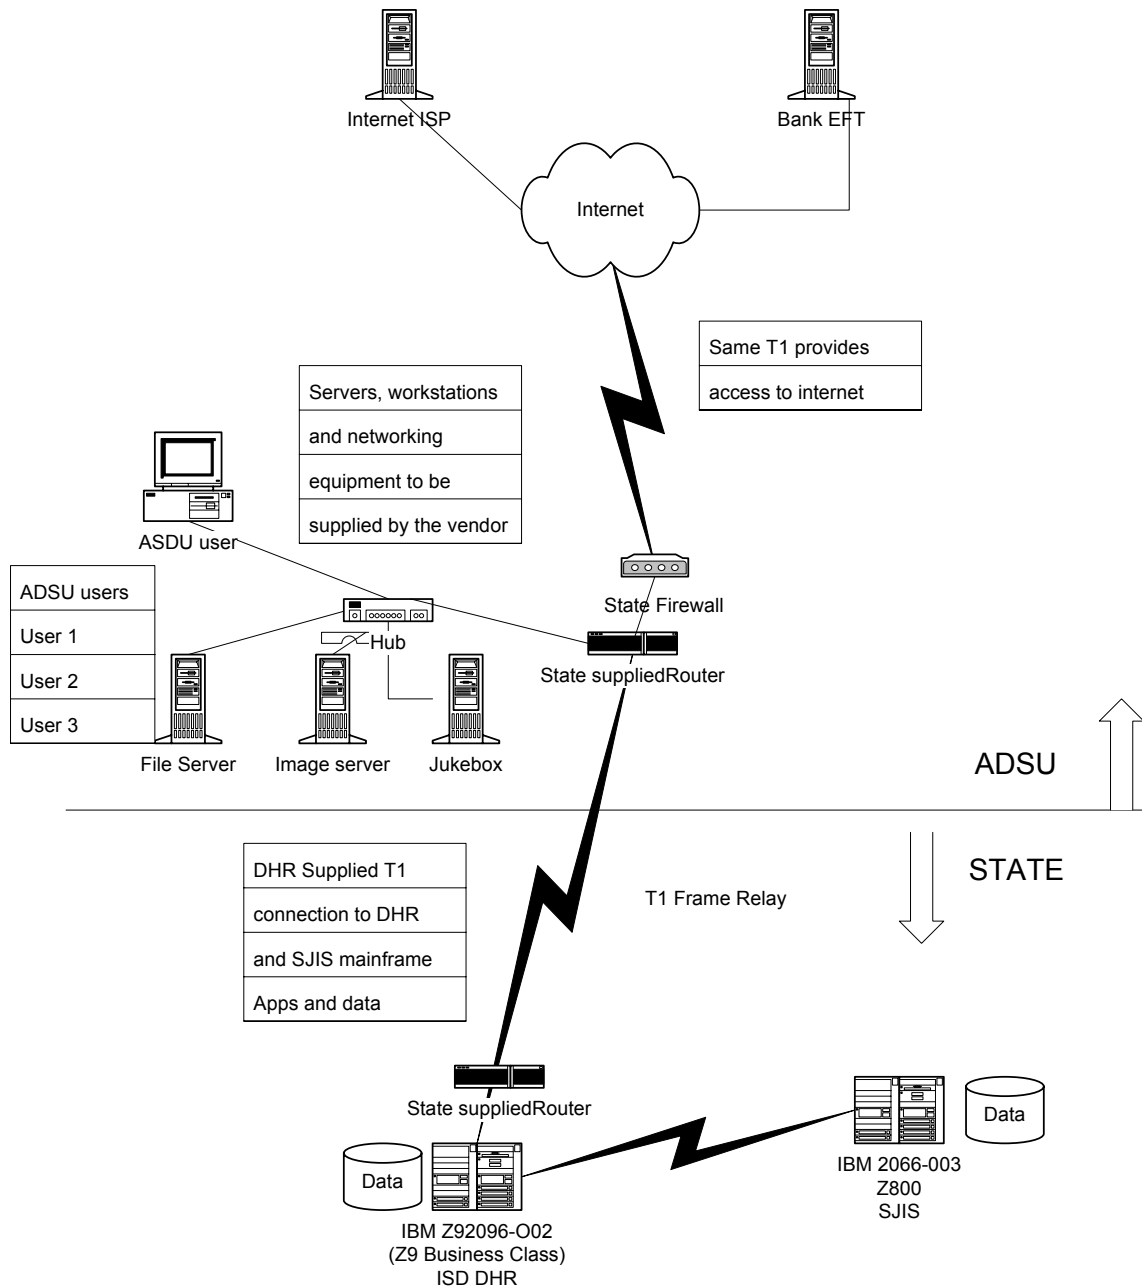 Internet ISP
Bank EFT
Internet
Same T1 provides
access to internet
Servers, workstations
and networking
equipment to be
supplied by the vendor
ASDU user
ADSU users
User 1
User 2
User 3
State Firewall
Hub
State suppliedRouter
File Server
Image server
Jukebox
ADSU
STATE
DHR Supplied T1
connection to DHR
and SJIS mainframe
Apps and data
T1 Frame Relay
State suppliedRouter
Data
IBM Z92096-O02
(Z9 Business Class)
ISD DHR
Data
IBM 2066-003
Z800
SJIS